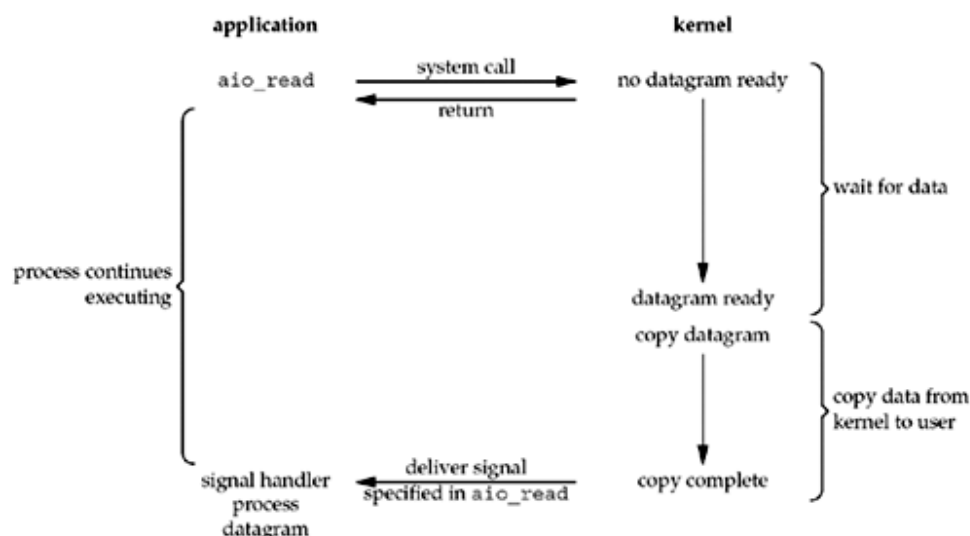 application kernel
aio_read system call no datagram ready
return
wait for data
process continues
executing
datagram ready
copy datagram
copy data from
kernel to user
signal handler deliver signal copy complete
process specified in aio_read
datagram